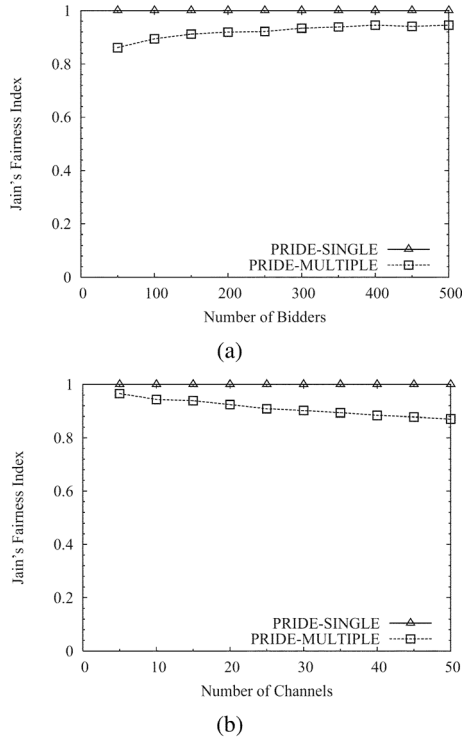 1
0.8
0.6
0.4
0.2
0
Jain's Fairness Index
PRIDE-SINGLE
PRIDE-MULTIPLE
0 100 200 300 400 500
Number of Bidders
(a)
1
0.8
0.6
0.4
0.2
0
Jain's Fairness Index
PRIDE-SINGLE
PRIDE-MULTIPLE
0 10 20 30 40 50
Number of Channels
(b)